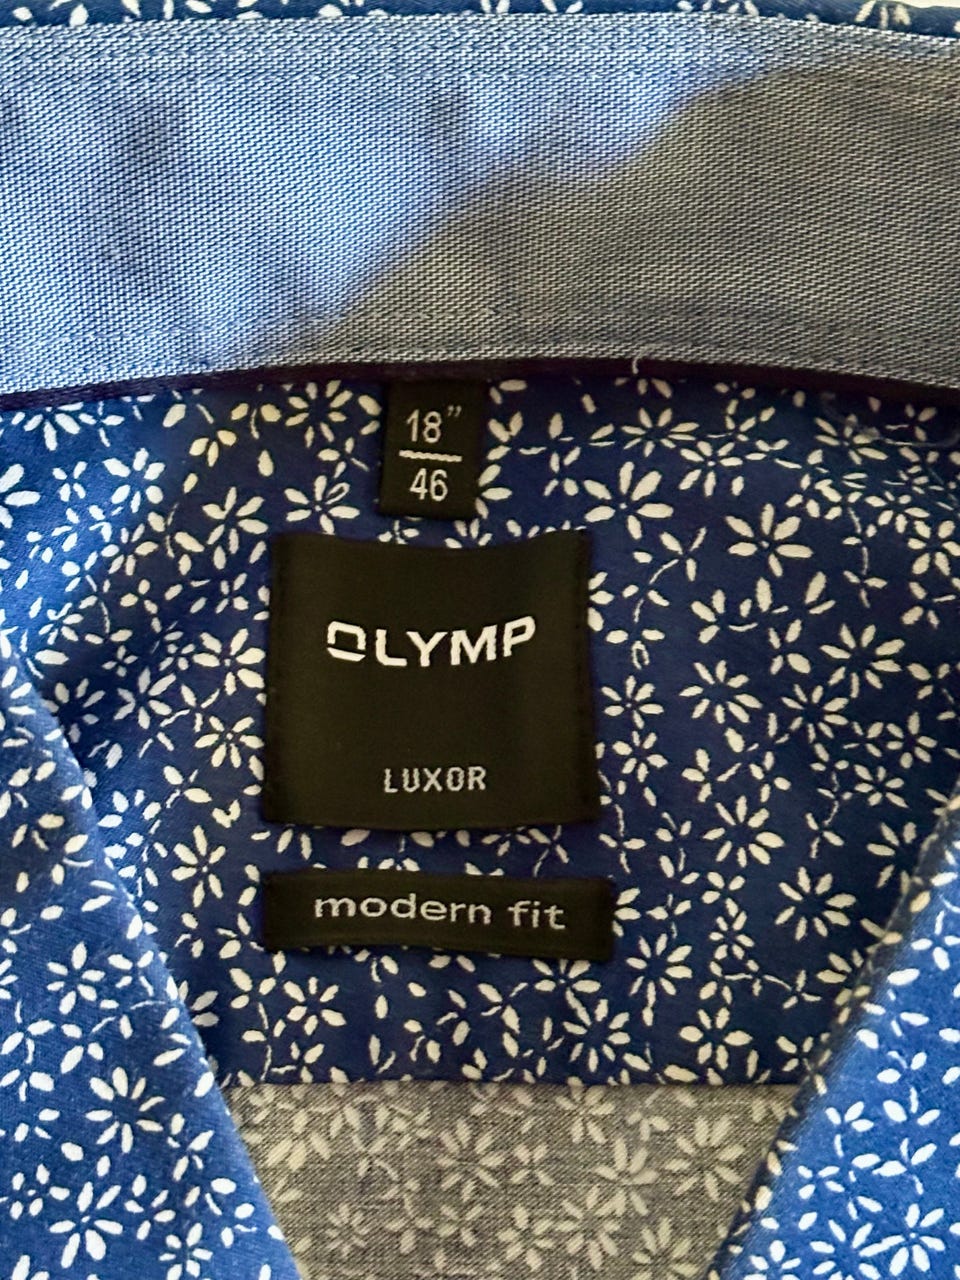 18”
46
OLYMP
LUXOR
modern fit